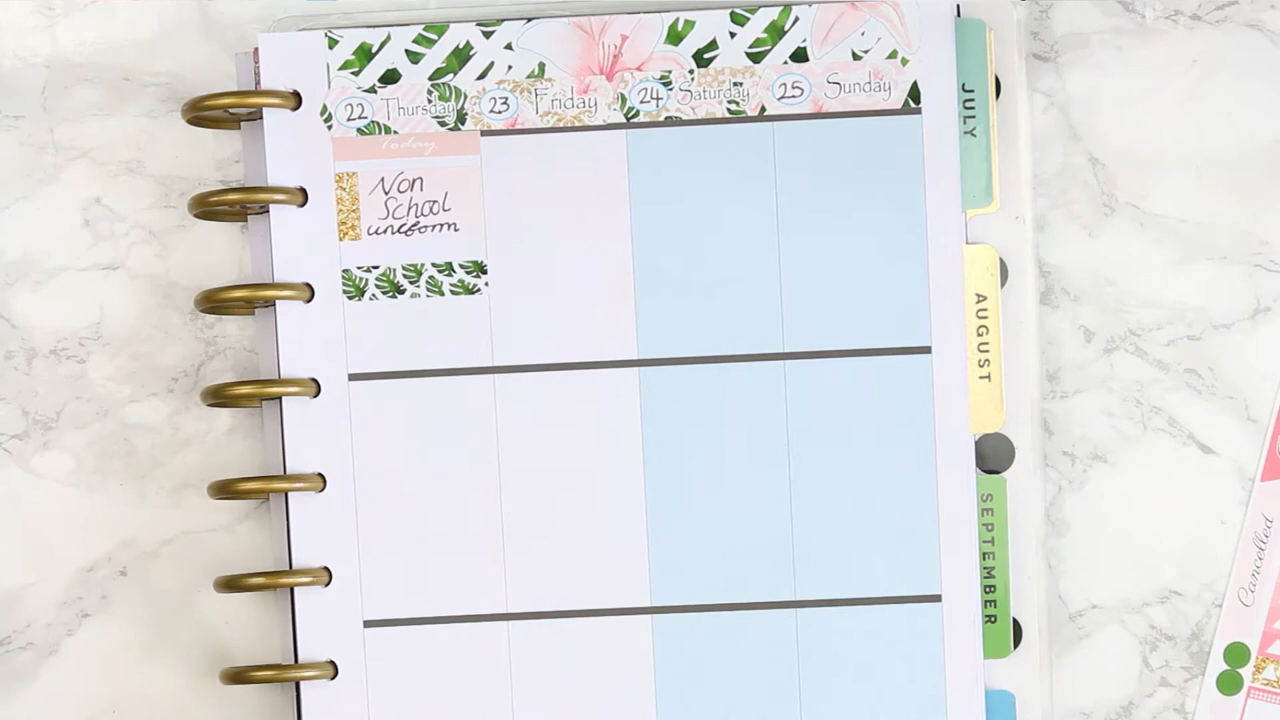 22 Thursday 23 Friday 24 Saturday 25 Sunday
Today
Non
School
uniform
JULY
AUGUST
SEPTEMBER
Cancelled